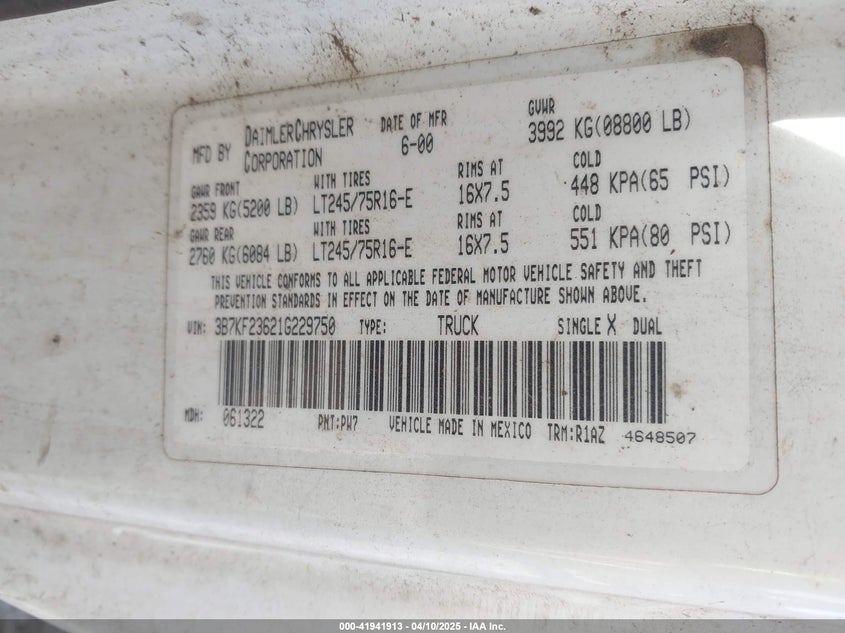 MFD BY DAIMLERCHRYSLER CORPORATION DATE OF MFR 6-00 GVWR 3992 KG(08800 LB)
GAWR FRONT WITH TIRES RIMS AT COLD
2359 KG(5200 LB) LT245/75R16-E 16X7.5 448 KPA(65 PSI)
GAWR REAR WITH TIRES RIMS AT COLD
2760 KG(6084 LB) LT245/75R16-E 16X7.5 551 KPA(80 PSI)
THIS VEHICLE CONFORMS TO ALL APPLICABLE FEDERAL MOTOR VEHICLE SAFETY AND THEFT
PREVENTION STANDARDS IN EFFECT ON THE DATE OF MANUFACTURE SHOWN ABOVE.
VIN: 3B7KF23621G229750 TYPE: TRUCK SINGLE X DUAL
MDH: 061322 PNT:PW7 VEHICLE MADE IN MEXICO TRM:R1AZ 4648507
000-41941913 - 04/10/2025 - IAA Inc.